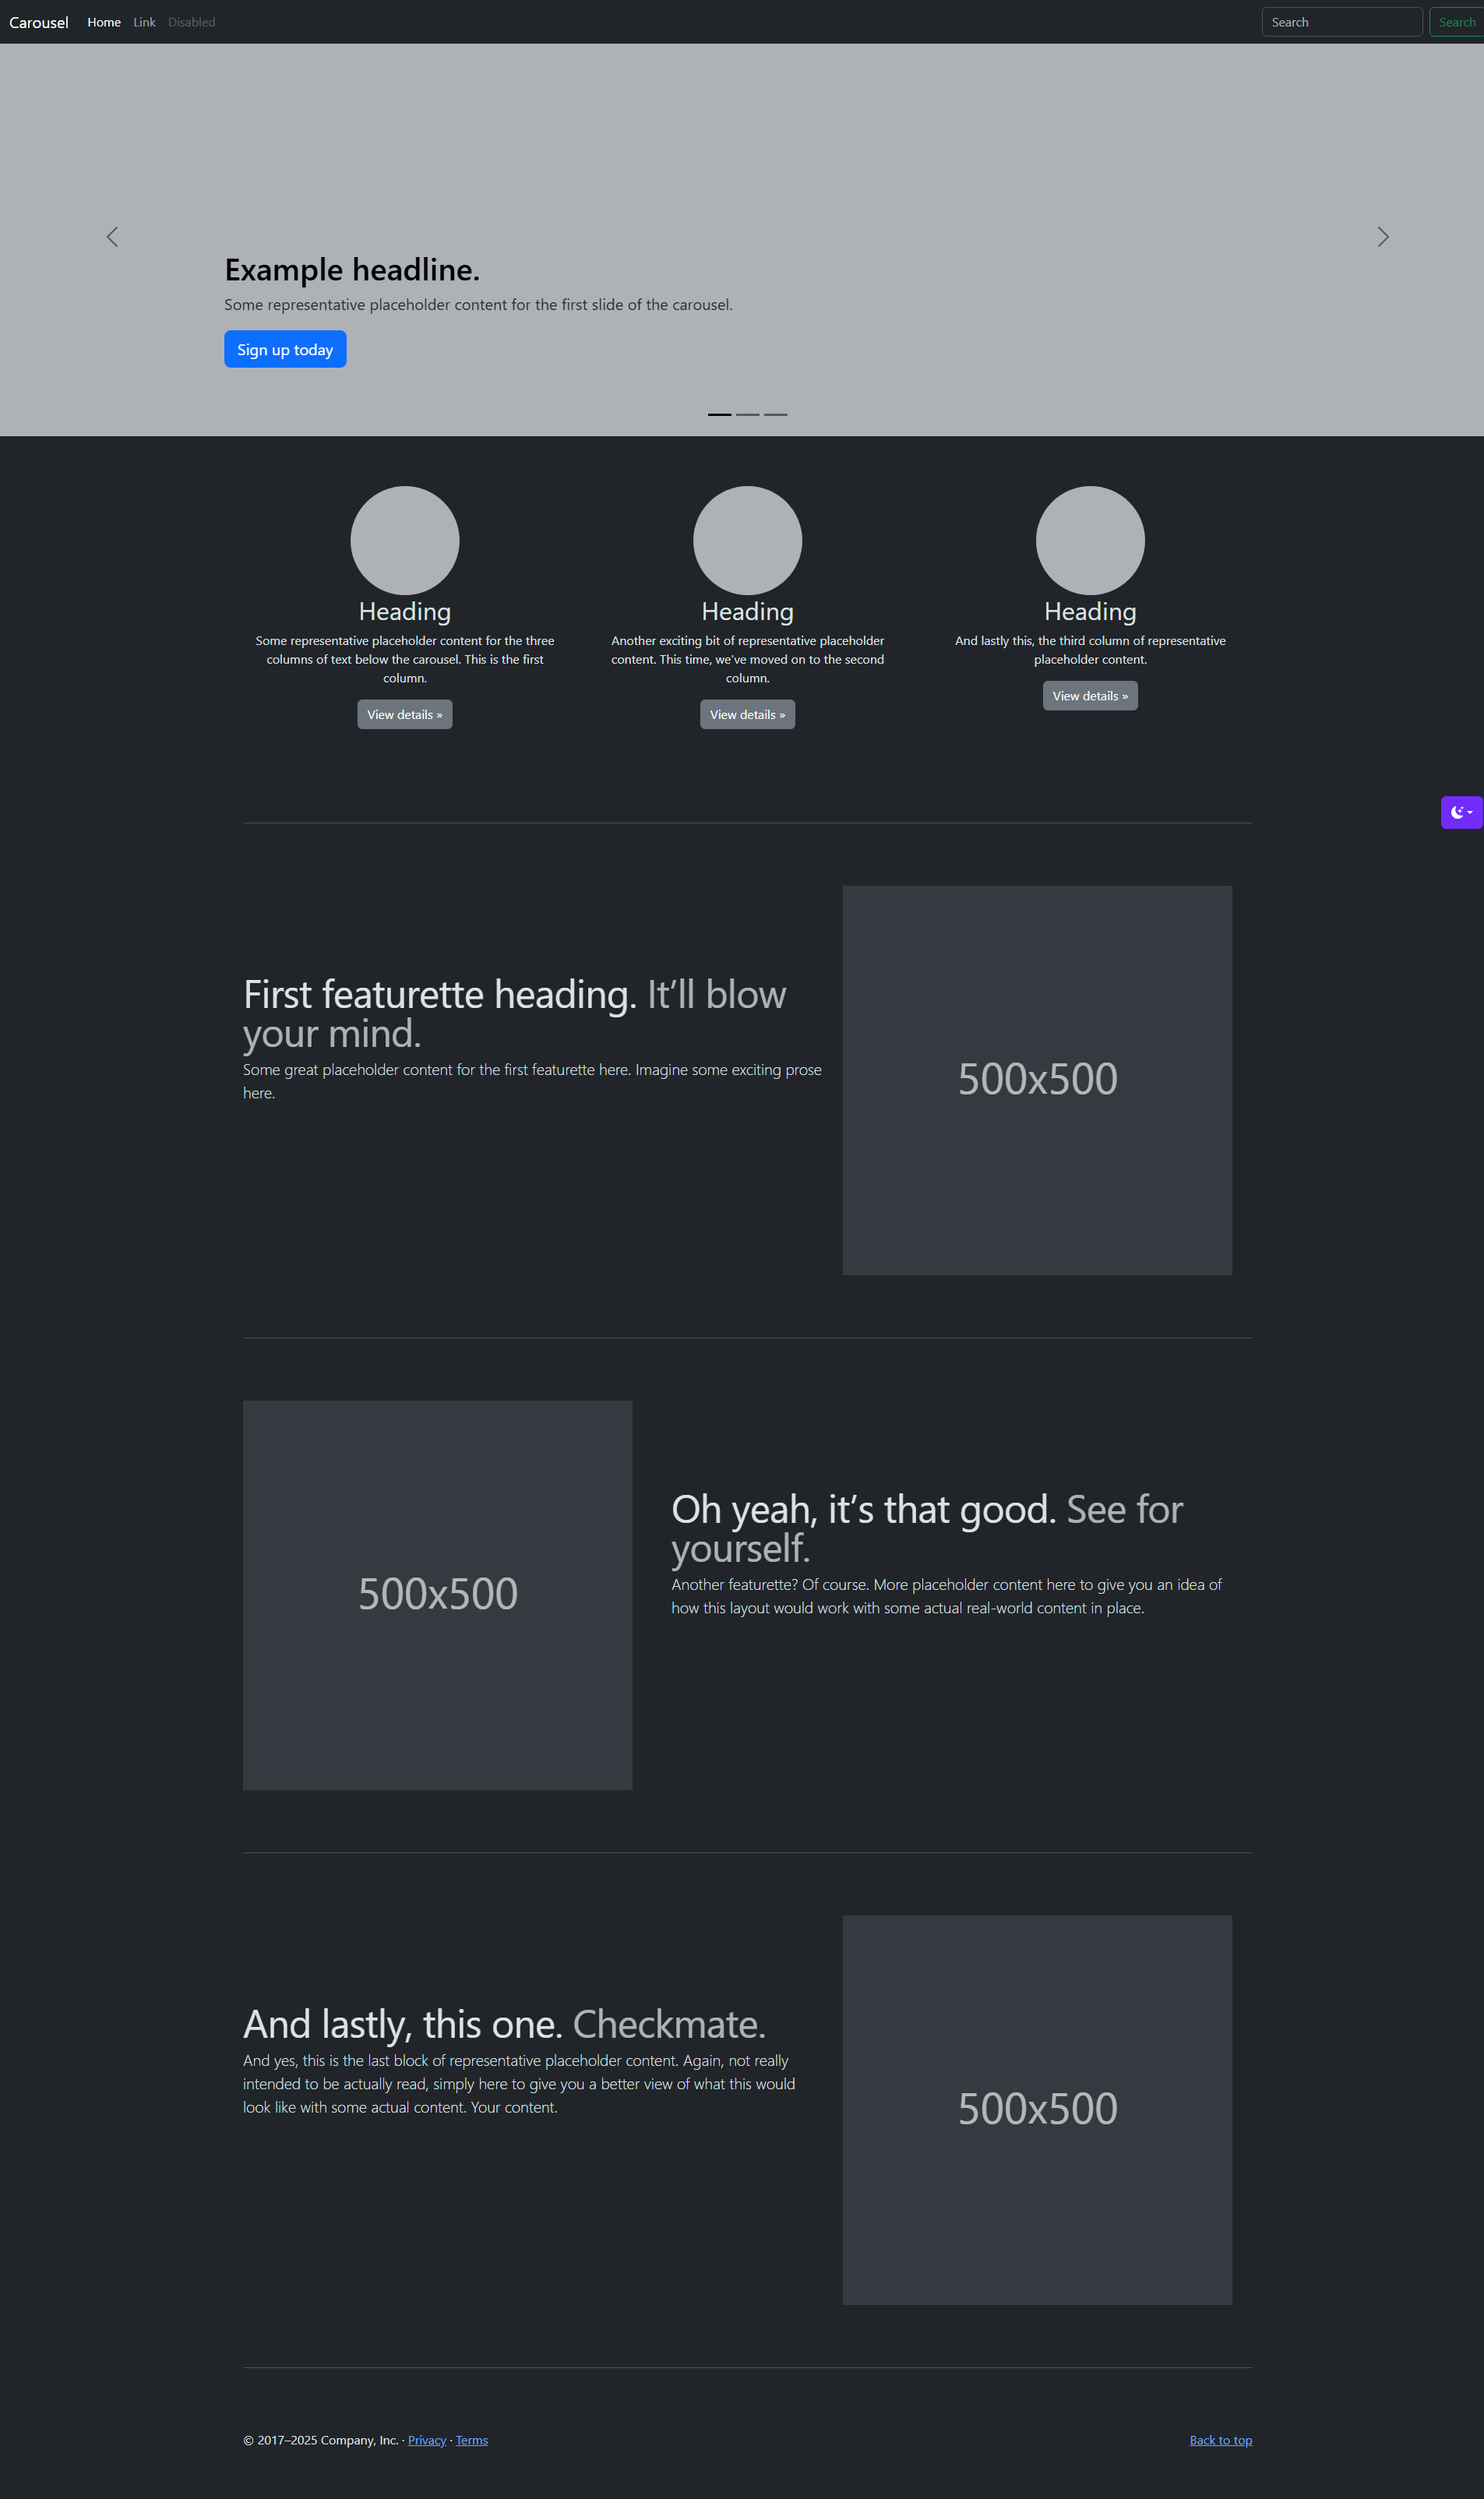 Carousel Home Link Disabled Search Search
Example headline.
Some representative placeholder content for the first slide of the carousel.
Sign up today
Heading
Some representative placeholder content for the three
columns of text below the carousel. This is the first
column.
View details »
Heading
Another exciting bit of representative placeholder
content. This time, we've moved on to the second
column.
View details »
Heading
And lastly this, the third column of representative
placeholder content.
View details »
First featurette heading. It’ll blow
your mind.
Some great placeholder content for the first featurette here. Imagine some exciting prose
here.
500x500
500x500
Oh yeah, it’s that good. See for
yourself.
Another featurette? Of course. More placeholder content here to give you an idea of
how this layout would work with some actual real-world content in place.
And lastly, this one. Checkmate.
And yes, this is the last block of representative placeholder content. Again, not really
intended to be actually read, simply here to give you a better view of what this would
look like with some actual content. Your content.
500x500
© 2017–2025 Company, Inc. · Privacy · Terms
Back to top